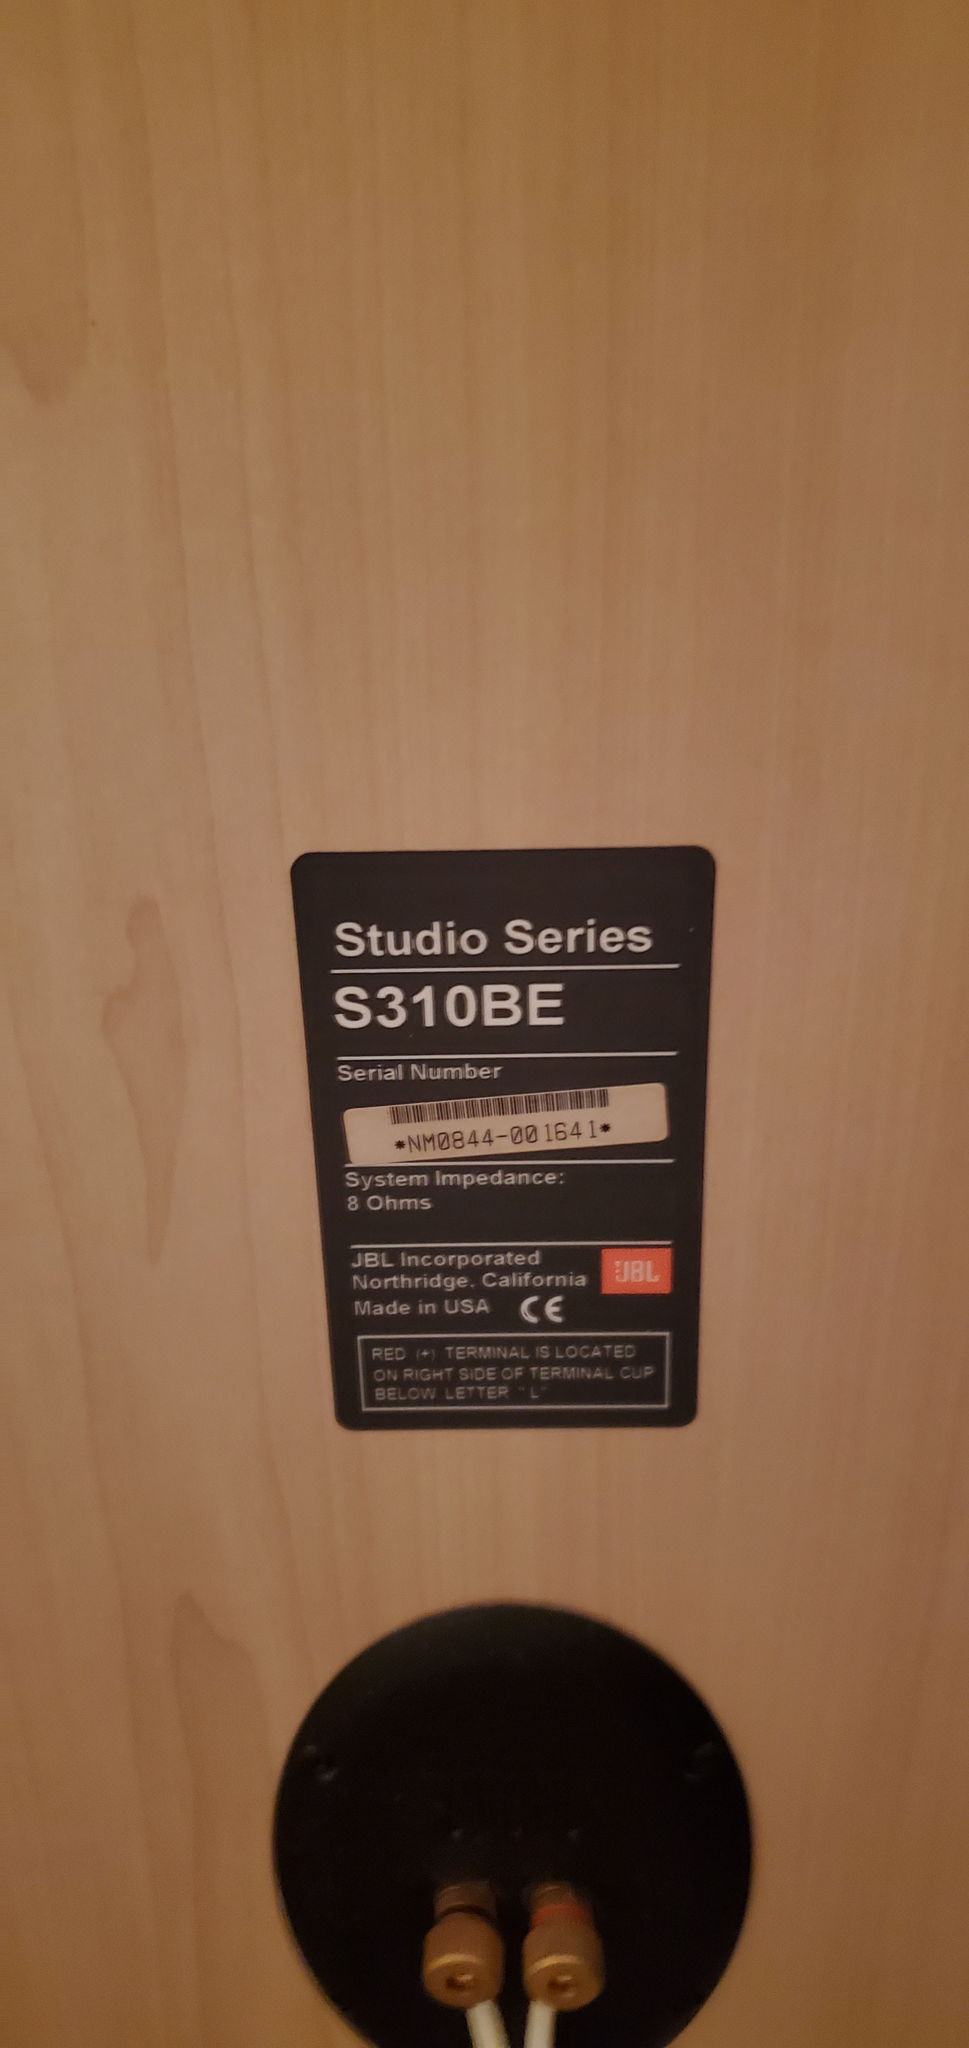 Studio Series
S310BE
Serial Number
*NM0844-001641*
System Impedance:
8 Ohms
JBL Incorporated
Northridge, California
JBL
Made in USA CE
RED (+) TERMINAL IS LOCATED
ON RIGHT SIDE OF TERMINAL CUP
BELOW LETTER "L"